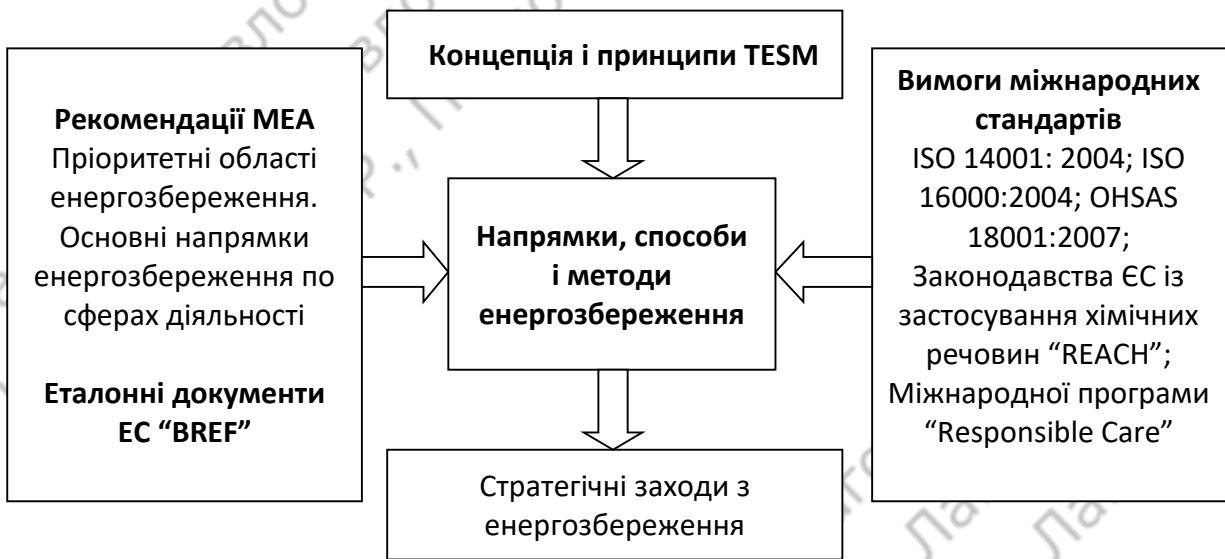 Концепція і принципи TESM
Рекомендації МЕА
Пріоритетні області
енергозбереження.
Основні напрямки
енергозбереження по
сферах діяльності
Еталонні документи
ЕС “BREF”
Напрямки, способи
і методи
енергозбереження
Вимоги міжнародних
стандартів
ISO 14001: 2004; ISO
16000:2004; OHSAS
18001:2007;
Законодавства ЄС із
застосування хімічних
речовин “REACH”;
Міжнародної програми
“Responsible Care”
Стратегічні заходи з
енергозбереження